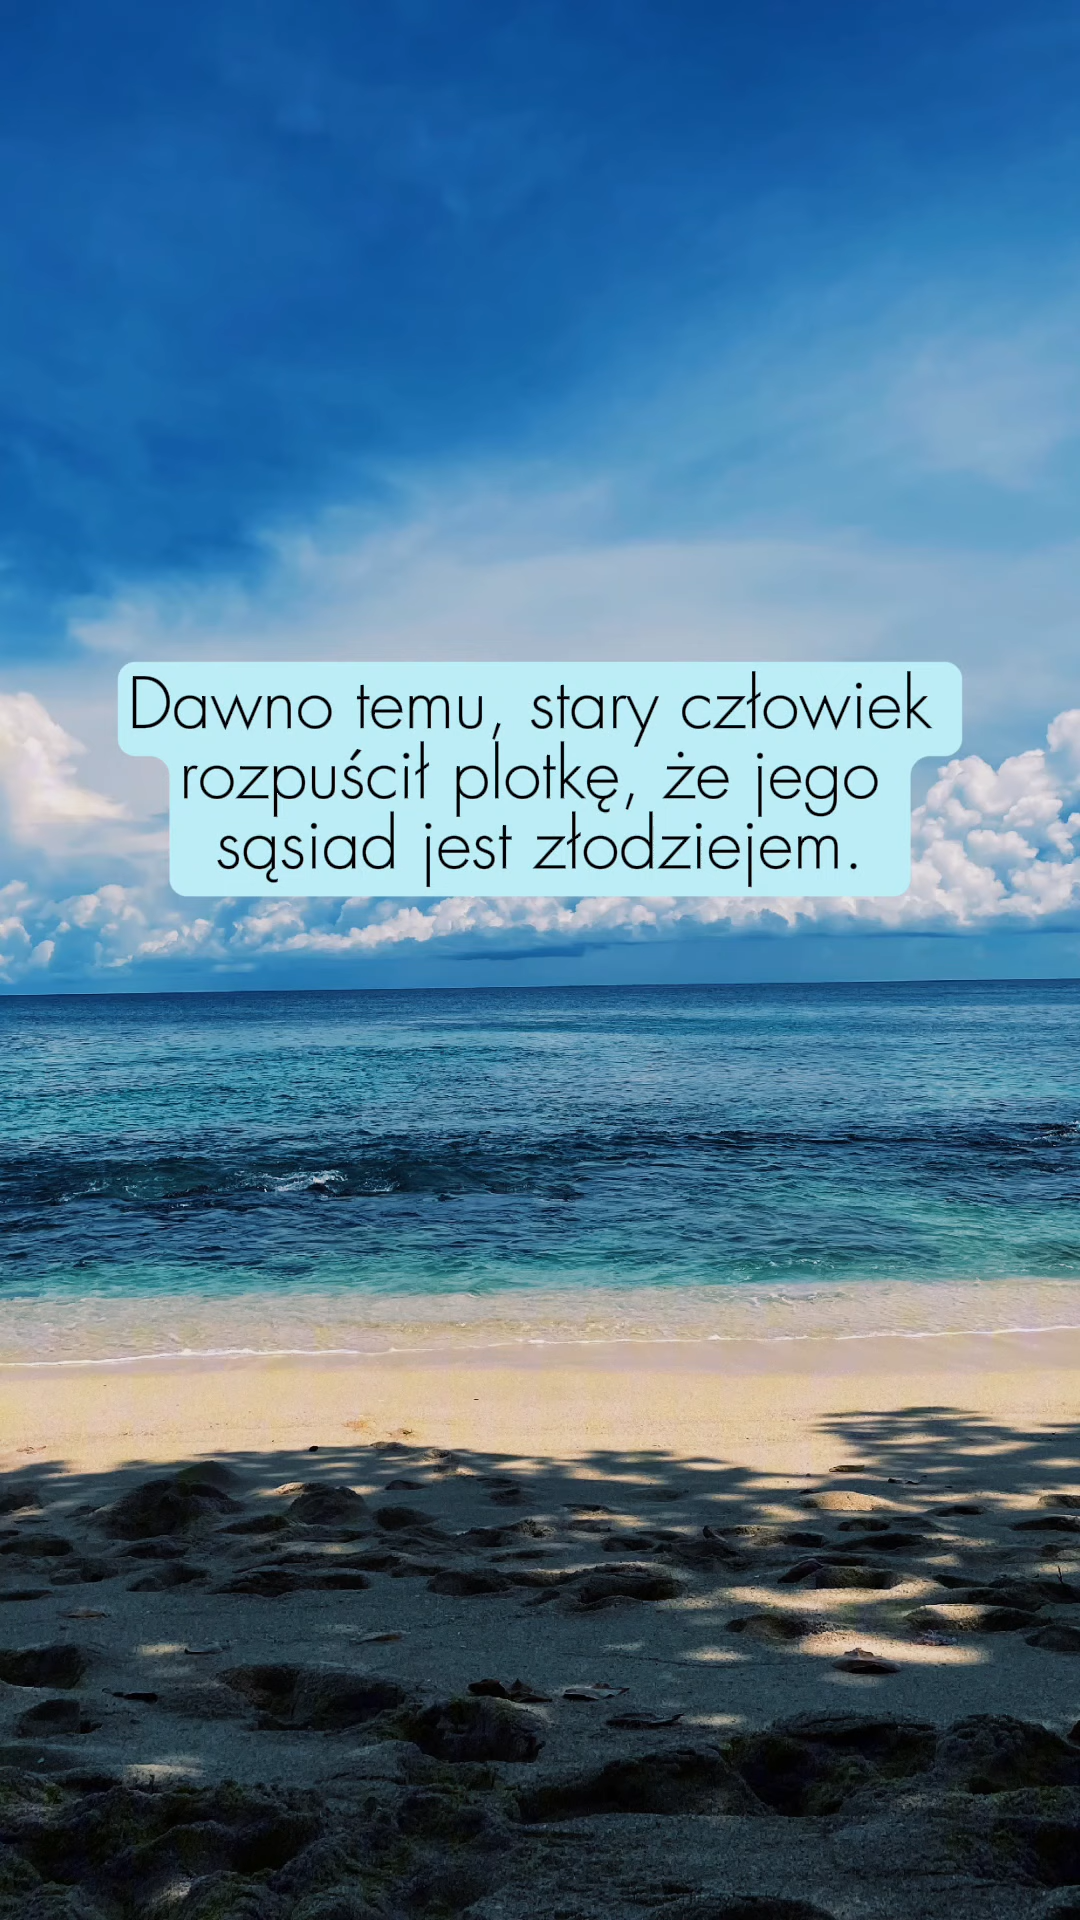 Dawno temu, stary człowiek
rozpuścił plotkę, że jego
sąsiad jest złodziejem.